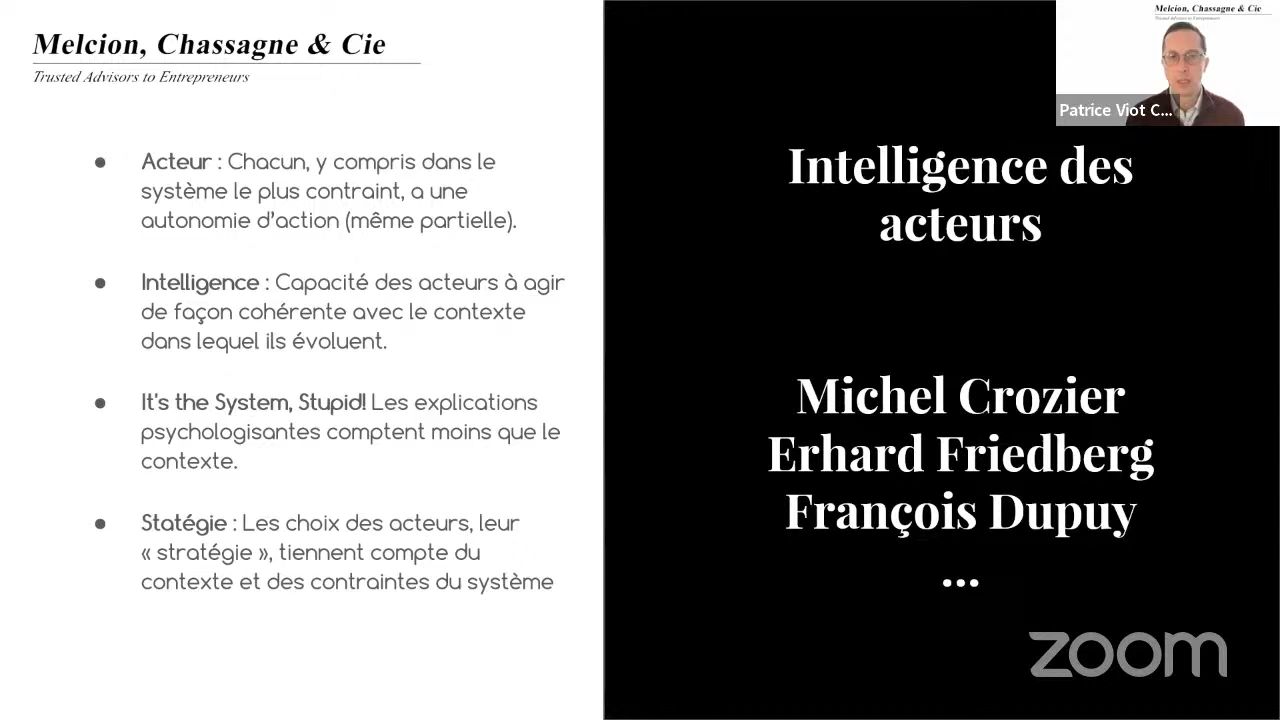 Melcion, Chassagne & Cie
Trusted Advisors to Entrepreneurs
● Acteur : Chacun, y compris dans le
système le plus contraint, a une
autonomie d'action (même partielle).
● Intelligence : Capacité des acteurs à agir
de façon cohérente avec le contexte
dans lequel ils évoluent.
● It's the System, Stupid! Les explications
psychologisantes comptent moins que le
contexte.
● Statégie : Les choix des acteurs, leur
« stratégie », tiennent compte du
contexte et des contraintes du système
Melcion, Chassagne & Cie
Trusted Advisors to Entrepreneurs
Patrice Viot C...
Intelligence des
acteurs
Michel Crozier
Erhard Friedberg
François Dupuy
...
zoom